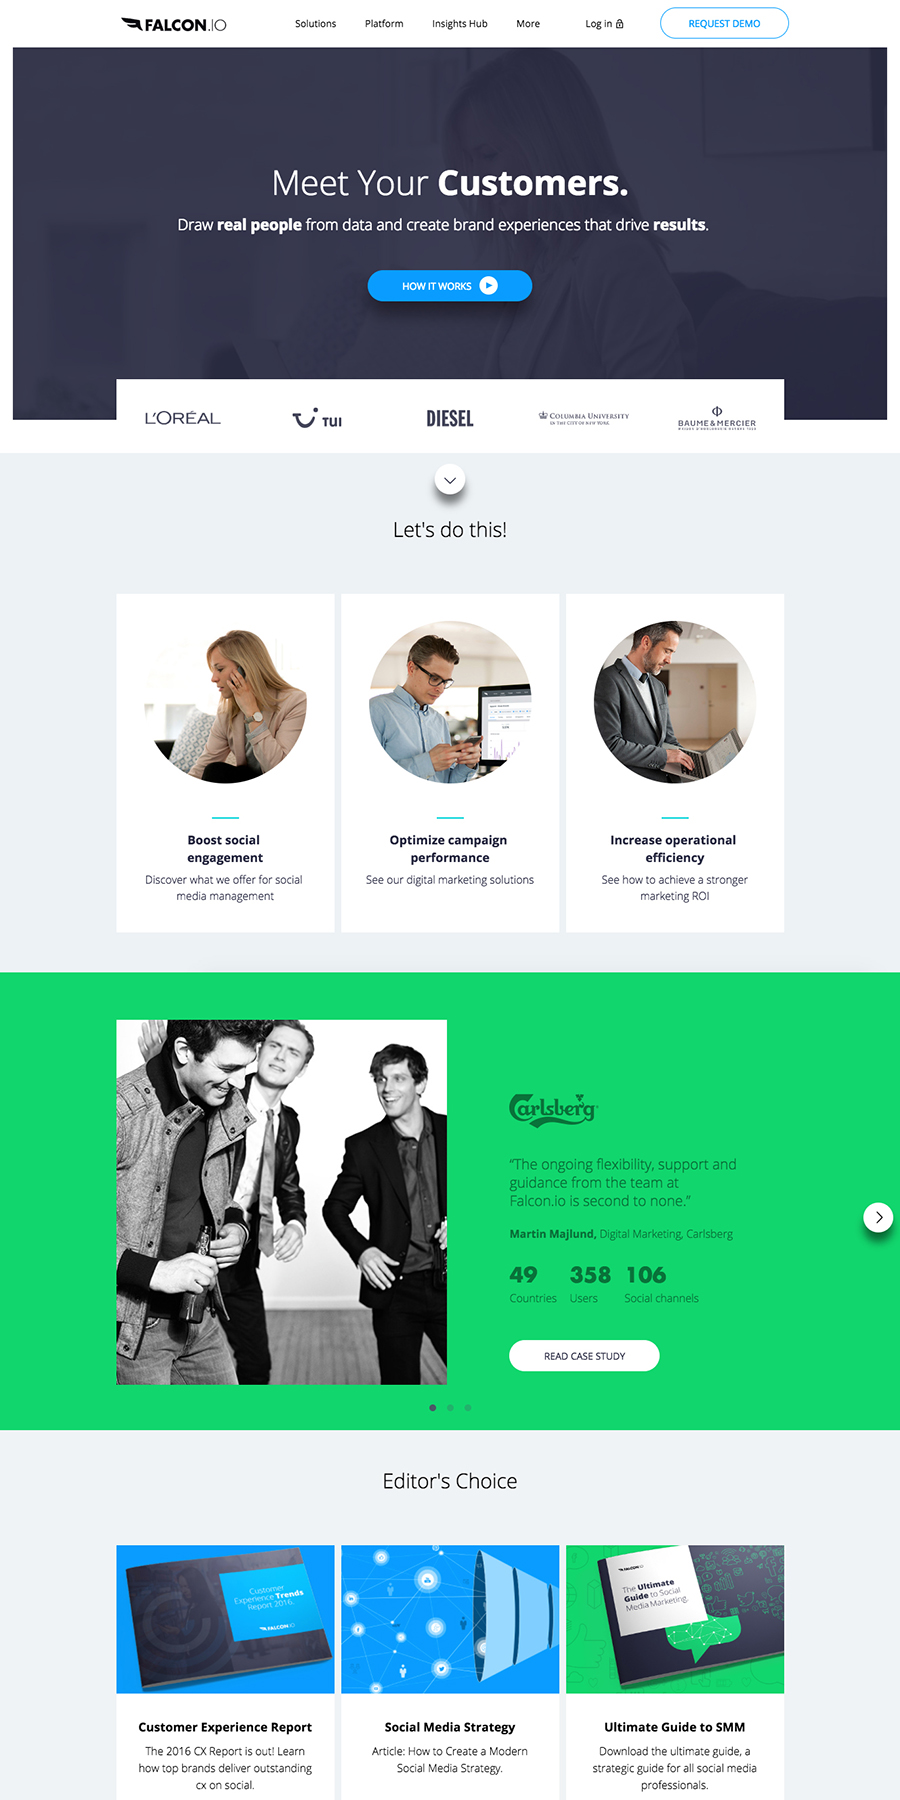 FALCON.IO
Solutions
Platform
Insights Hub
More
Log in
REQUEST DEMO
Meet Your Customers.
Draw real people from data and create brand experiences that drive results.
HOW IT WORKS
L'ORÉAL
TUI
DIESEL
COLUMBIA UNIVERSITY
IN THE CITY OF NEW YORK
BAUME & MERCIER
Let's do this!
Boost social
engagement
Discover what we offer for social
media management
Optimize campaign
performance
See our digital marketing solutions
Increase operational
efficiency
See how to achieve a stronger
marketing ROI
Carlsberg
“The ongoing flexibility, support and
guidance from the team at
Falcon.io is second to none.”
Martin Majlund, Digital Marketing, Carlsberg
49 358 106
Countries Users Social channels
READ CASE STUDY
Editor's Choice
Customer
Experience Trends
Report 2016.
FALCON.IO
FALCON.IO
The Ultimate
Guide to Social
Media Marketing.
Customer Experience Report
The 2016 CX Report is out! Learn
how top brands deliver outstanding
cx on social.
Social Media Strategy
Article: How to Create a Modern
Social Media Strategy.
Ultimate Guide to SMM
Download the ultimate guide, a
strategic guide for all social media
professionals.